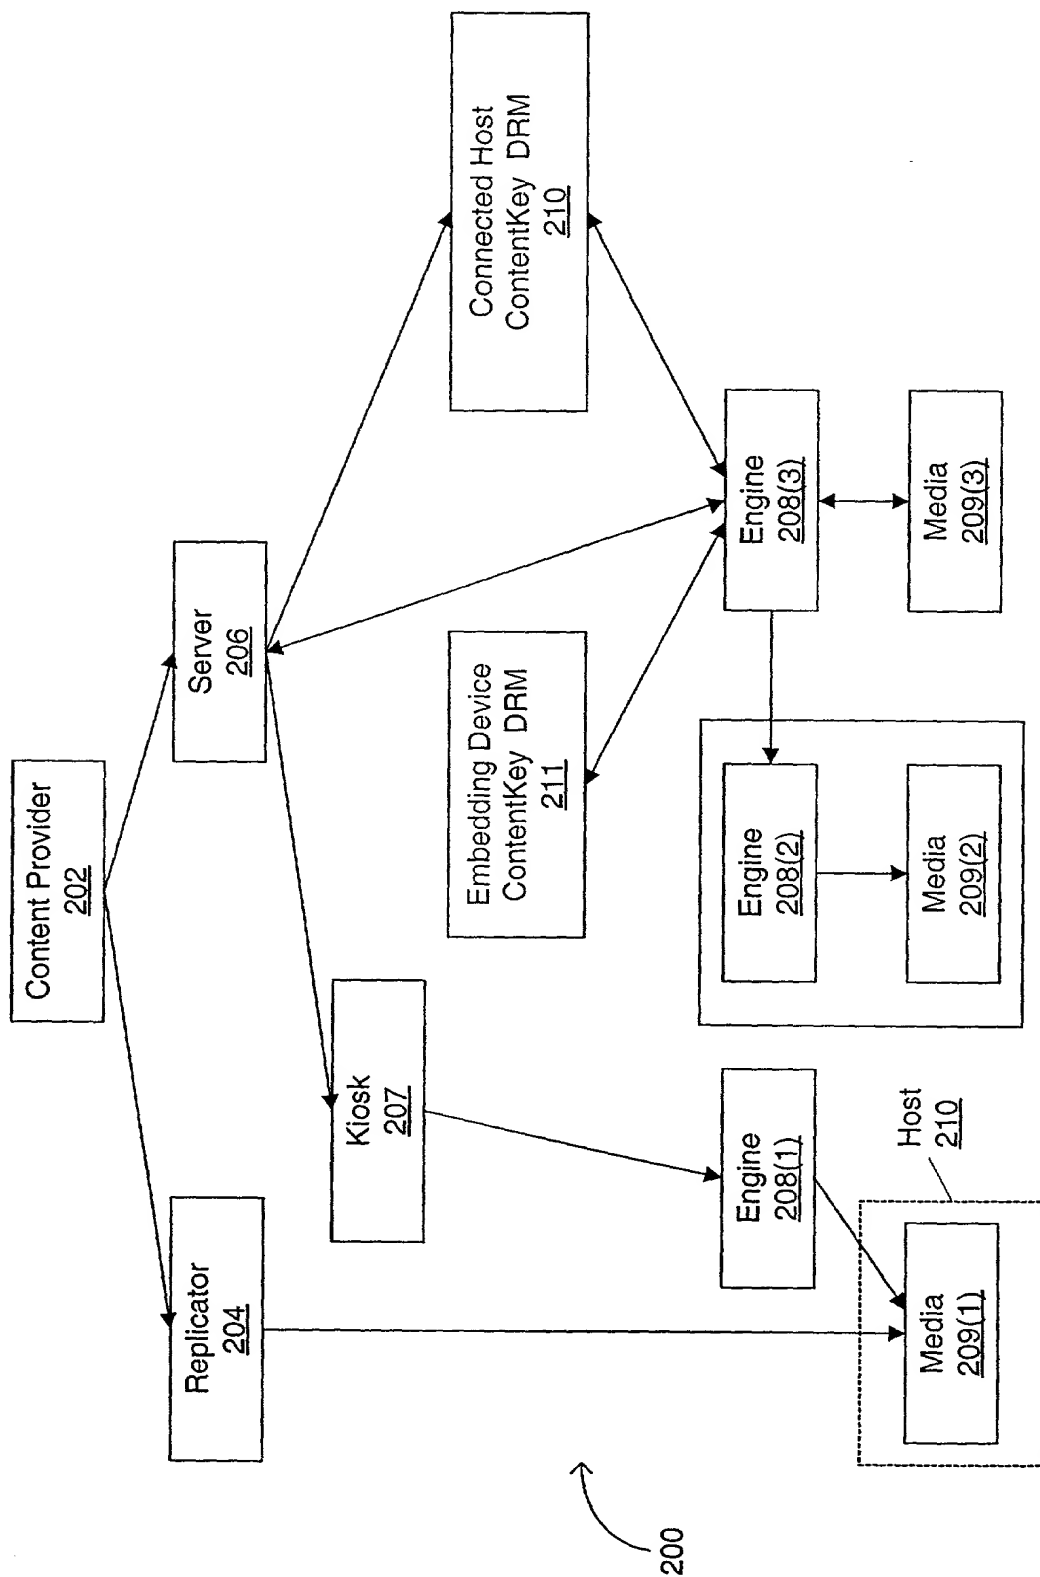 Content Provider
202
Replicator
204
Server
206
Kiosk
207
Embedding Device
ContentKey DRM
211
Connected Host
ContentKey DRM
210
Engine
208(1)
Engine
208(2)
Engine
208(3)
Host
210
Media
209(1)
Media
209(2)
Media
209(3)
200